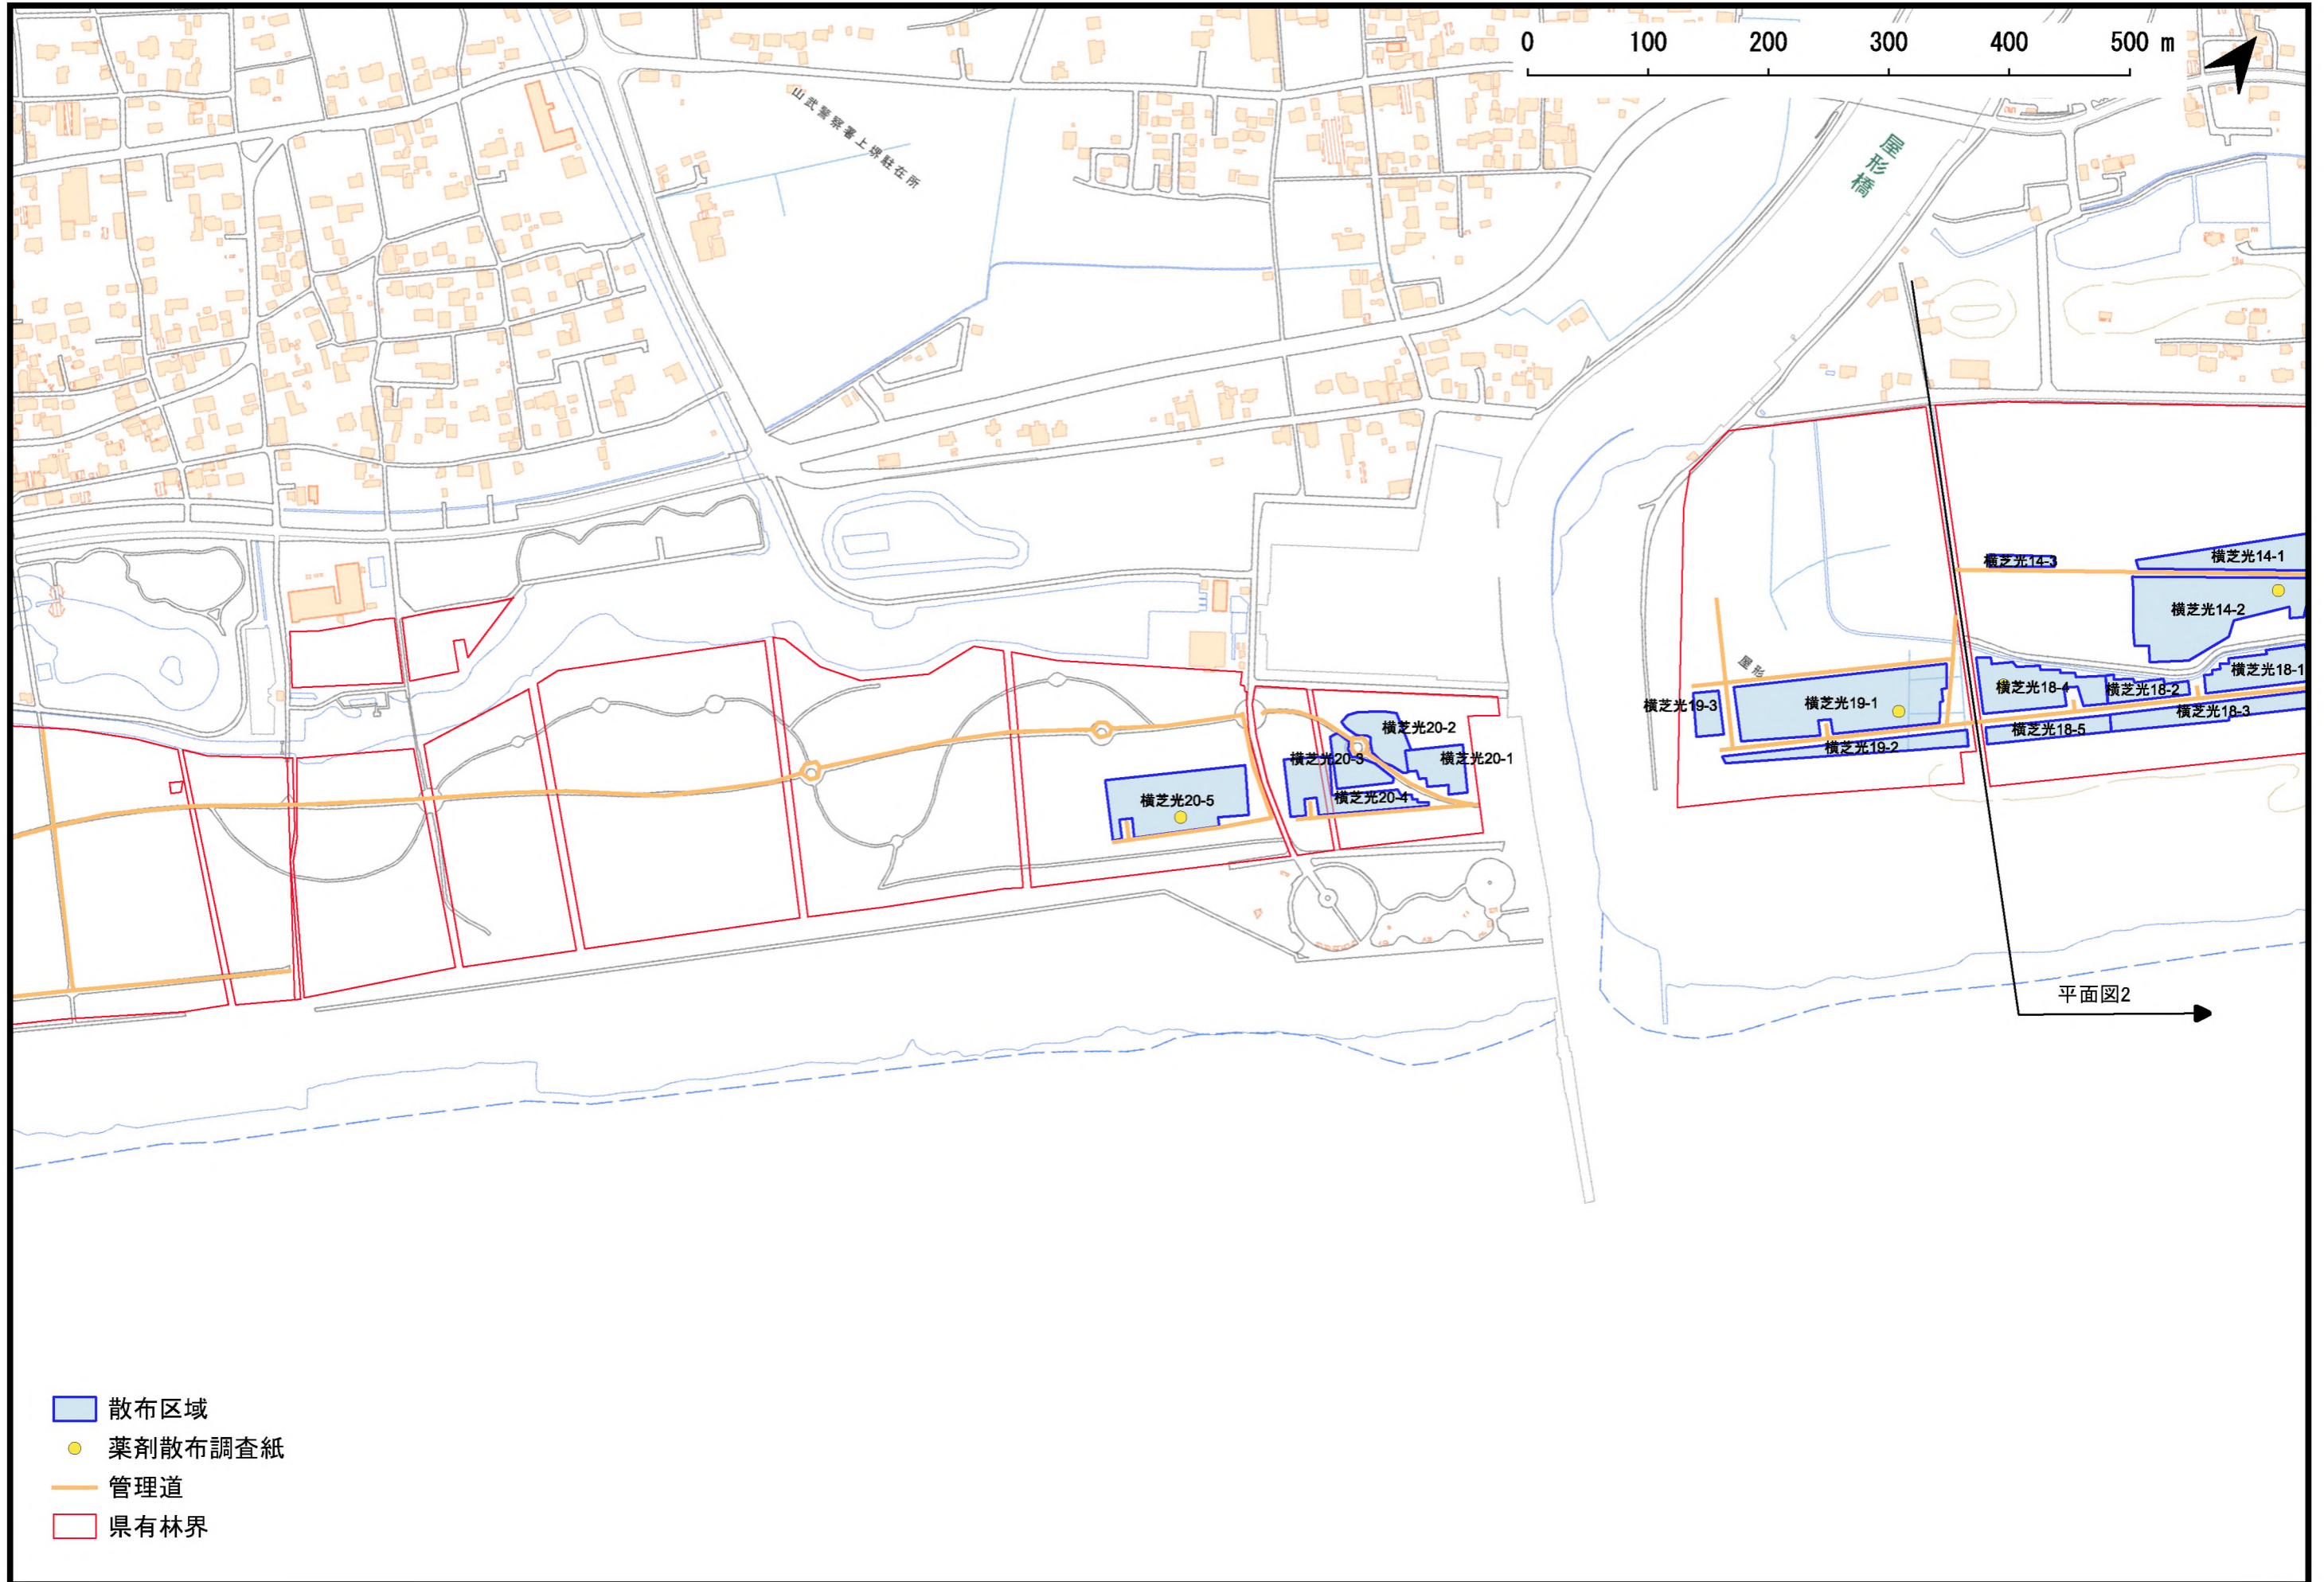 0 100 200 300 400 500 m
山武警察署上堺駐在所
屋形橋
横芝光14-3
横芝光14-1
横芝光14-2
屋形
横芝光19-3
横芝光19-1
横芝光19-2
横芝光18-4
横芝光18-2
横芝光18-1
横芝光18-5
横芝光18-3
横芝光20-2
横芝光20-3
横芝光20-1
横芝光20-5
横芝光20-4
平面図2
散布区域
薬剤散布調査紙
管理道
県有林界